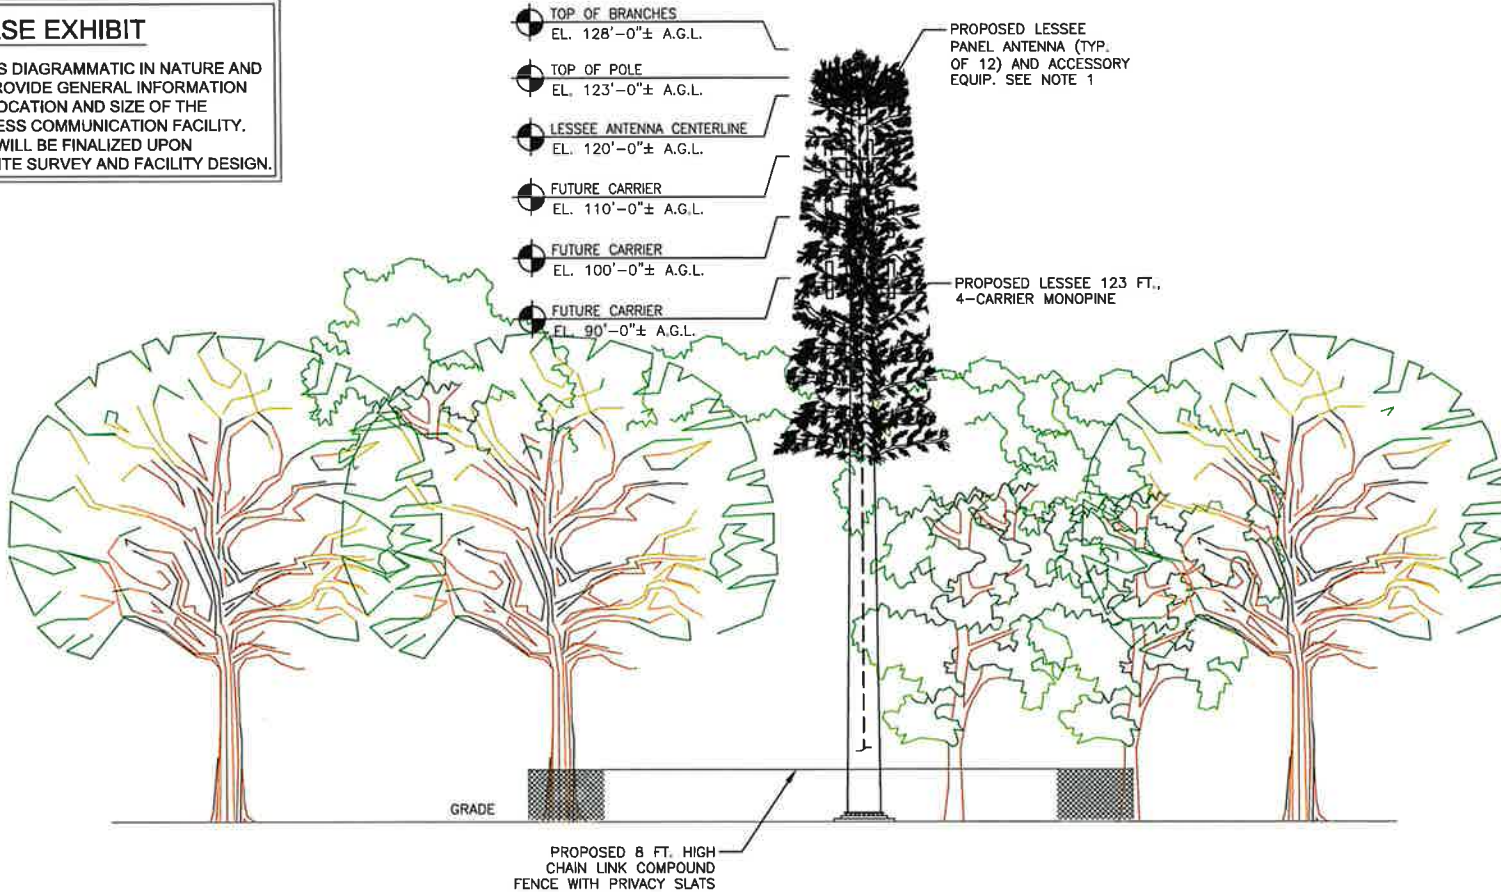 SE EXHIBIT
S DIAGRAMMATIC IN NATURE AND
ROVIDE GENERAL INFORMATION
OCATION AND SIZE OF THE
ESS COMMUNICATION FACILITY.
WILL BE FINALIZED UPON
ITE SURVEY AND FACILITY DESIGN.
TOP OF BRANCHES
EL. 128'-0"± A.G.L.
TOP OF POLE
EL. 123'-0"± A.G.L.
LESSEE ANTENNA CENTERLINE
EL. 120'-0"± A.G.L.
FUTURE CARRIER
EL. 110'-0"± A.G.L.
FUTURE CARRIER
EL. 100'-0"± A.G.L.
FUTURE CARRIER
EL. 90'-0"± A.G.L.
PROPOSED LESSEE
PANEL ANTENNA (TYP.
OF 12) AND ACCESSORY
EQUIP. SEE NOTE 1
PROPOSED LESSEE 123 FT.,
4-CARRIER MONOPINE
GRADE
PROPOSED 8 FT. HIGH
CHAIN LINK COMPOUND
FENCE WITH PRIVACY SLATS